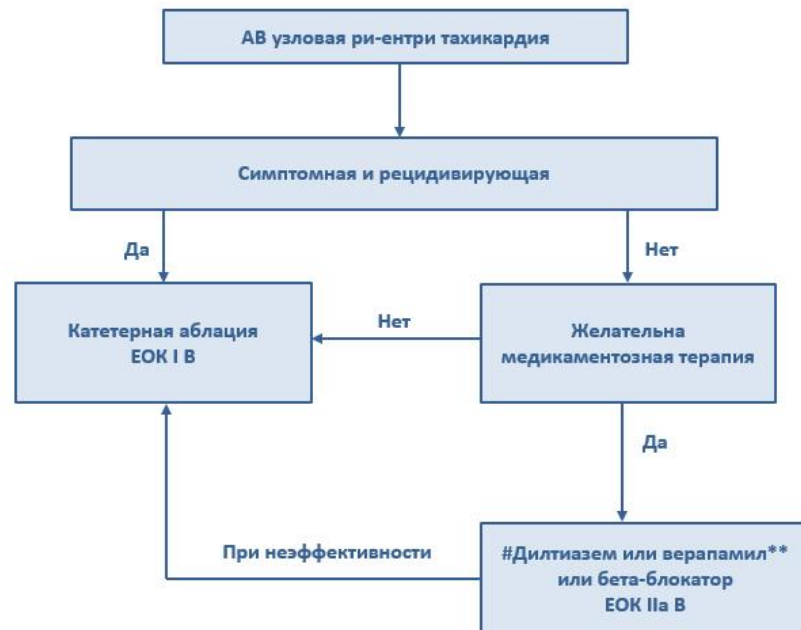 АВ узловая ри-ентри тахикардия
Симптомная и рецидивирующая
Да
Нет
Катетерная аблация
ЕОК I В
Нет
Желательна
медикаментозная терапия
Да
При неэффективности
#Дилтиазем или верапамил**
или бета-блокатор
ЕОК IIa В